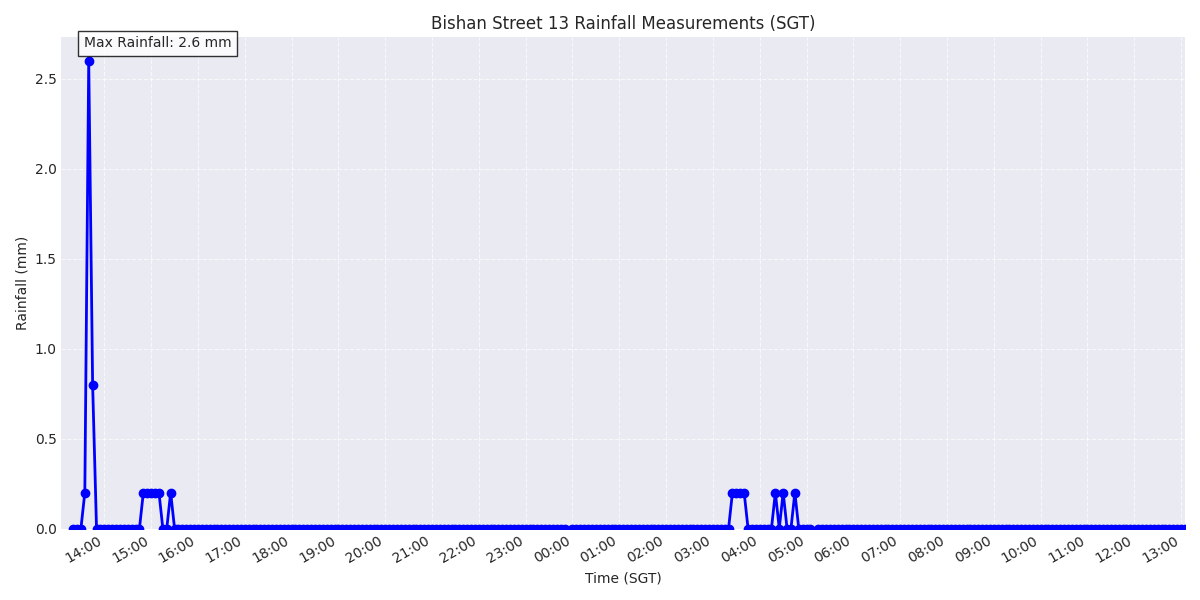 Bishan Street 13 Rainfall Measurements (SGT)
Max Rainfall: 2.6 mm
Rainfall (mm)
2.5
2.0
1.5
1.0
0.5
0.0
14:00 15:00 16:00 17:00 18:00 19:00 20:00 21:00 22:00 23:00 00:00 01:00 02:00 03:00 04:00 05:00 06:00 07:00 08:00 09:00 10:00 11:00 12:00 13:00
Time (SGT)